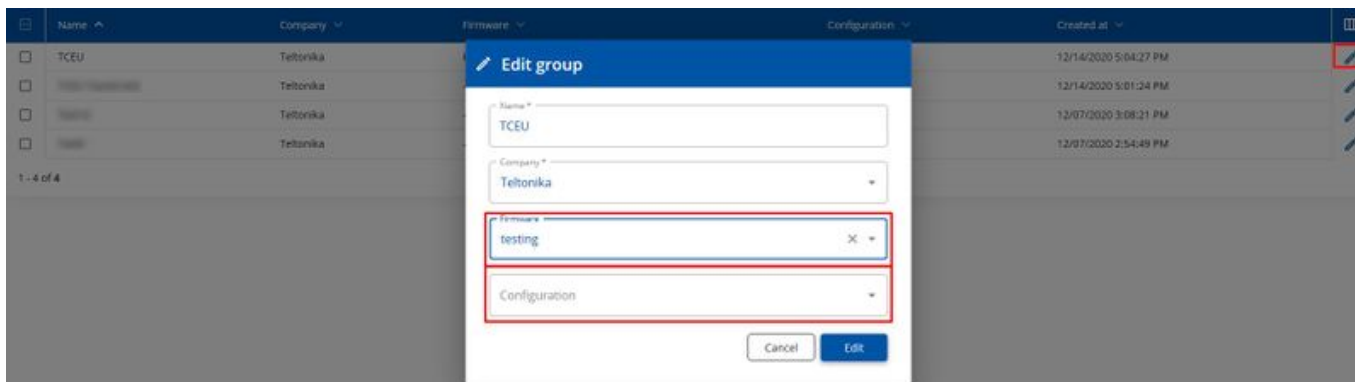 Name Company Firmware Configuration Created at
TCEU Teltonika 12/14/2020 5:04:27 PM
Teltonika 12/14/2020 5:01:24 PM
Teltonika 12/07/2020 3:08:21 PM
Teltonika 12/07/2020 2:54:49 PM
1 - 4 of 4
Edit group
Name *
TCEU
Company *
Teltonika
Firmware
testing
Configuration
Cancel Edit